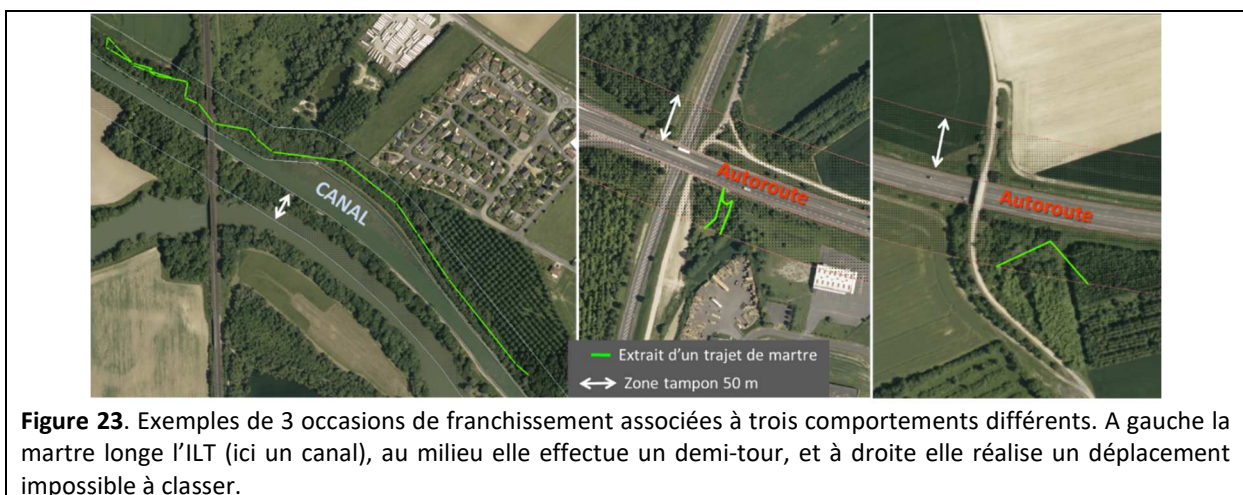 CANAL
Autoroute
Autoroute
Extrait d'un trajet de martre
Zone tampon 50 m
Figure 23. Exemples de 3 occasions de franchissement associées à trois comportements différents. A gauche la
martre longe l'ILT (ici un canal), au milieu elle effectue un demi-tour, et à droite elle réalise un déplacement
impossible à classer.